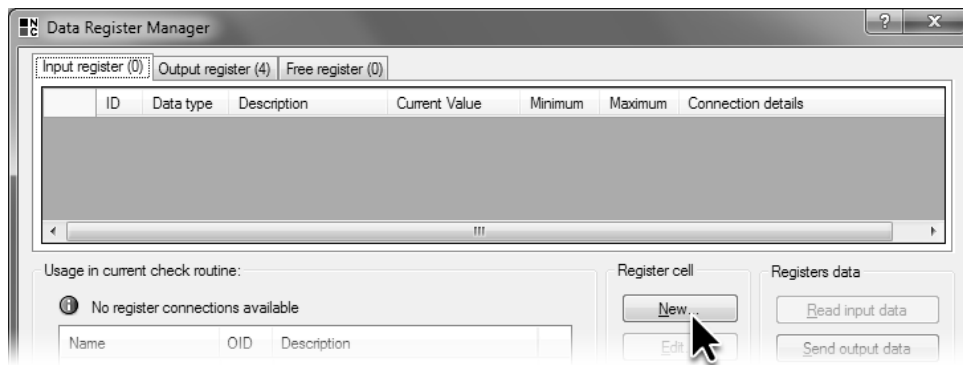 Data Register Manager
Input register (0) Output register (4) Free register (0)
ID Data type Description Current Value Minimum Maximum Connection details
Usage in current check routine: Register cell Registers data
No register connections available New... Read input data
Name OID Description Edit Send output data